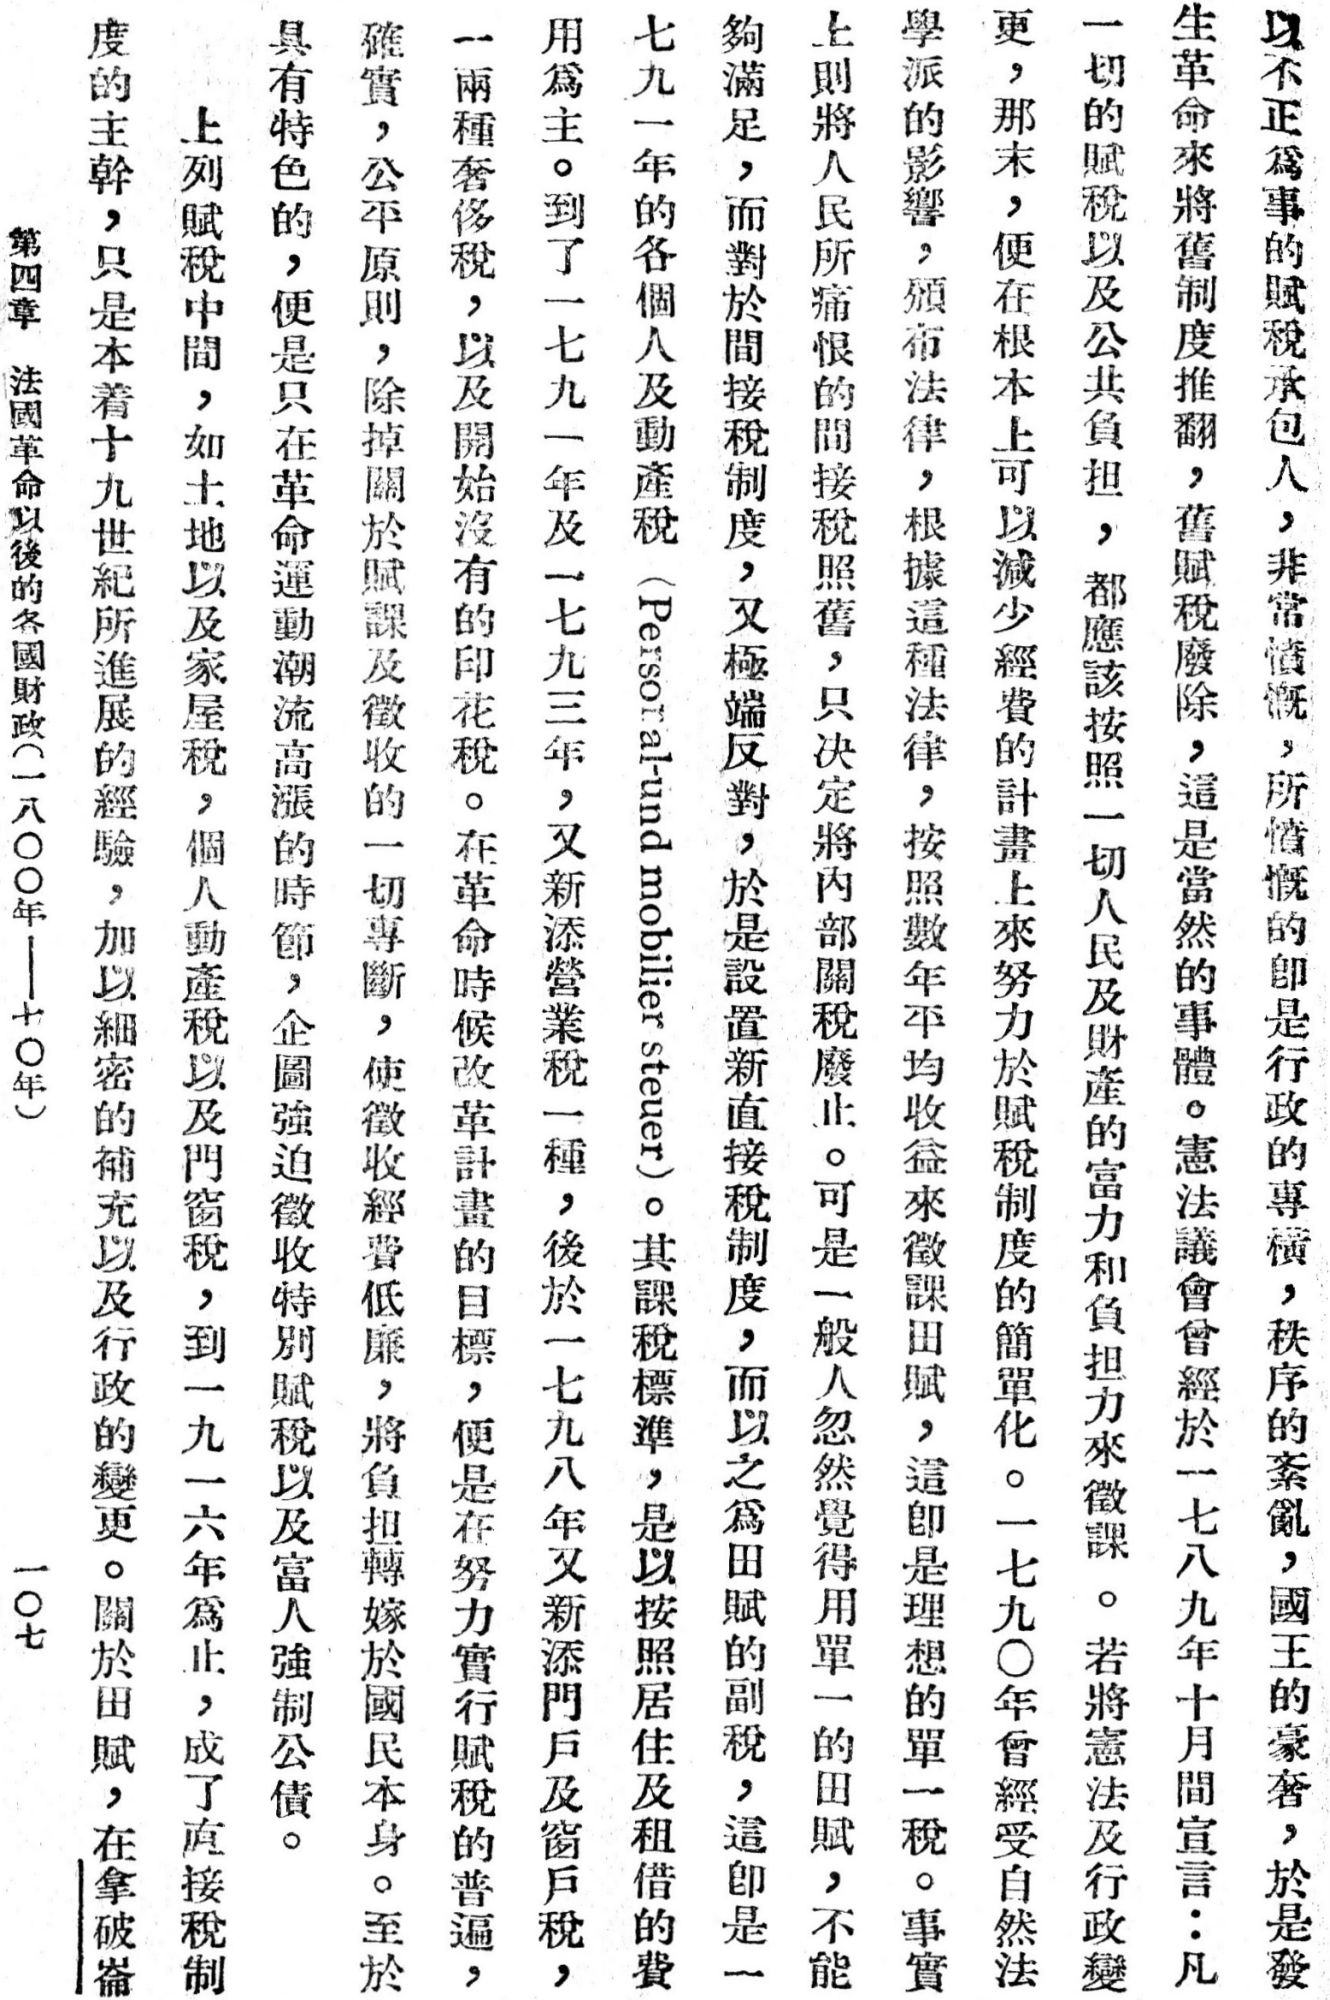 以不正爲事的賦稅承包人，非常憤慨，所憤慨的卽是行政的專橫，秩序的紊亂，國王的豪奢，於是發
生革命來將舊制度推翻，舊賦稅廢除，這是當然的事體。憲法議會曾經於一七八九年十月間宣言：凡
一切的賦稅以及公共負担，都應該按照一切人民及財產的富力和負担力來徵課。若將憲法及行政變
更，那末，便在根本上可以減少經費的計畫上來努力於賦稅制度的簡單化。一七九〇年會經受自然法
學派的影響，頒布法律，根據這種法律，按照數年平均收益來徵課田賦，這卽是理想的單一稅。事實
上則將人民所痛恨的間接稅照舊，只決定將內部關稅廢止。可是一般人忽然覺得用單一的田賦，不能
夠滿足，而對於間接稅制度，又極端反對，於是設置新直接稅制度，而以之爲田賦的副稅，這卽是一
七九一年的各個人及動產稅（Personal-und mobilier steuer）。其課稅標準，是以按照居住及租借的費
用爲主。到了一七九一年及一七九三年，又新添營業稅一種，後於一七九八年又新添門戶及窗戶稅，
一兩種奢侈稅，以及開始沒有的印花稅。在革命時候改革計畫的目標，便是在努力實行賦稅的普遍，
確實，公平原則，除掉關於賦課及徵收的一切專斷，使徵收經費低廉，將負担轉嫁於國民本身。至於
具有特色的，便是只在革命運動潮流高漲的時節，企圖強迫徵收特別賦稅以及富人強制公債。
上列賦稅中間，如土地以及家屋稅，個人動產稅以及門窗稅，到一九一六年爲止，成了直接稅制
度的主幹，只是本着十九世紀所進展的經驗，加以細密的補充以及行政的變更。關於田賦，在拿破崙
第四章　法國革命以後的各國財政（一八〇〇年——十〇年）
一〇七